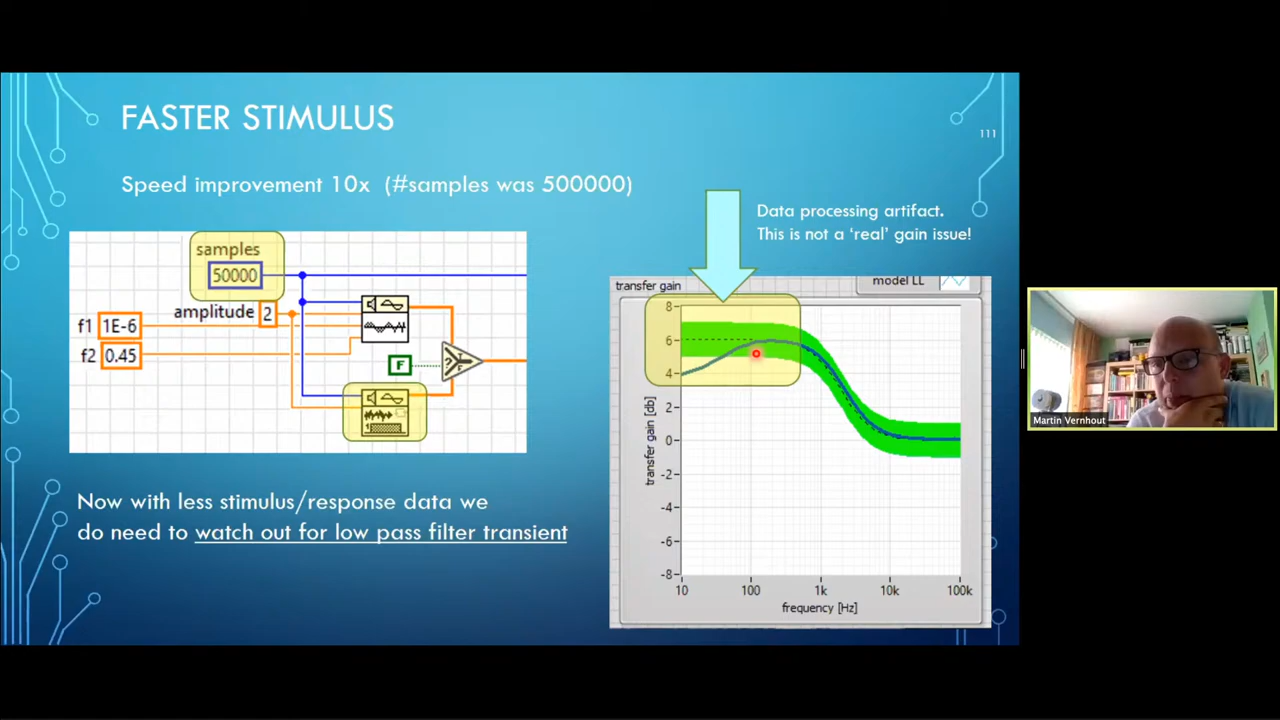 FASTER STIMULUS
111
Speed improvement 10x (#samples was 500000)
samples
50000
amplitude 2
f1 1E-6
f2 0.45
F
T
F
1
Now with less stimulus/response data we
do need to watch out for low pass filter transient
Data processing artifact.
This is not a ‘real’ gain issue!
transfer gain
model LL
8
6
4
2
0
-2
-4
-6
-8
transfer gain [db]
10 100 1k 10k 100k
frequency [Hz]
Martin Vernhout